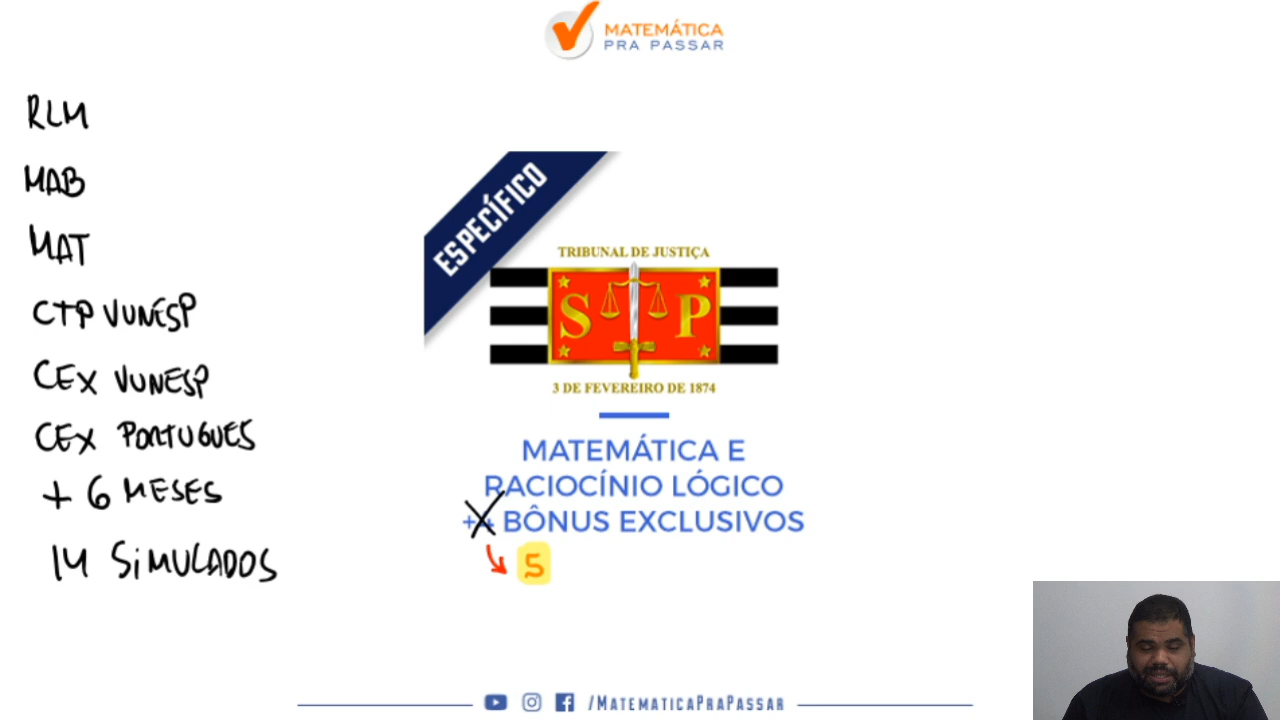 MATEMÁTICA
PRA PASSAR
RLM
MAB
MAT
CTP VUNESP
CEX VUNESP
CEX PORTUGUES
+ 6 MESES
14 SiMULADOS
ESPECÍFICO
TRIBUNAL DE JUSTIÇA
S P
3 DE FEVEREIRO DE 1874
MATEMÁTICA E
RACIOCÍNIO LÓGICO
+4 BÔNUS EXCLUSIVOS
5
/MATEMATICAPRAPASSAR